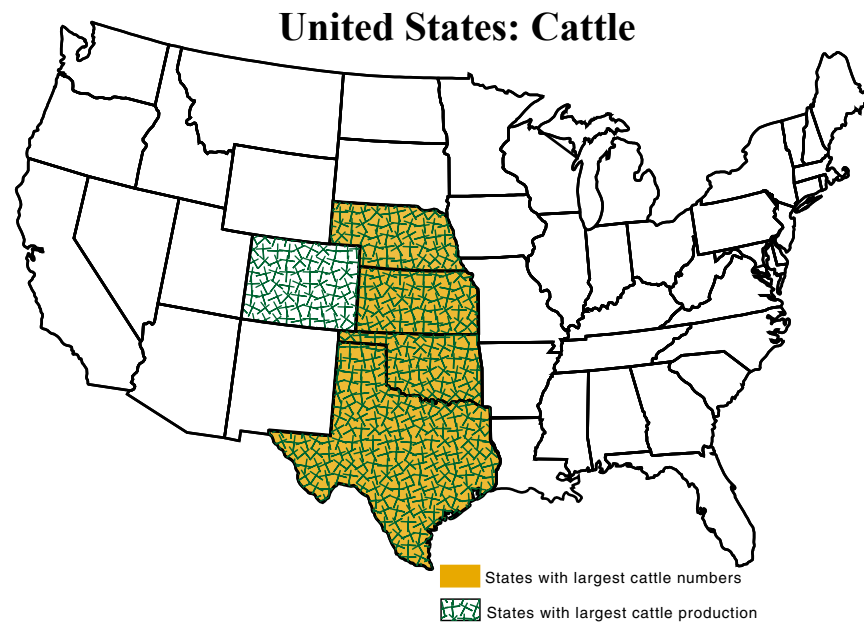 United States: Cattle
States with largest cattle numbers
States with largest cattle production